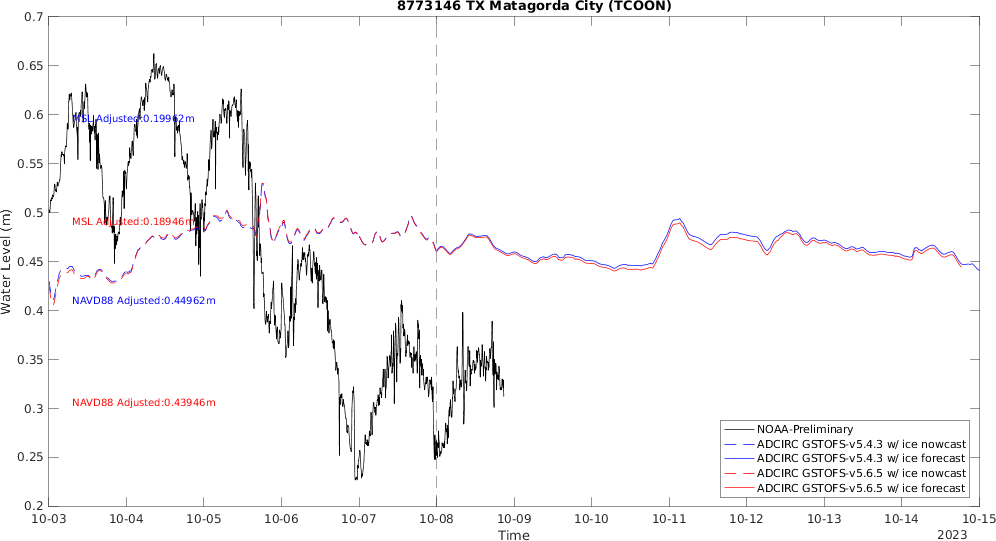 8773146 TX Matagorda City (TCOON)
0.7
0.65
0.6
0.55
0.5
0.45
0.4
0.35
0.3
0.25
0.2
Water Level (m)
MSL Adjusted:0.19962m
MSL Adjusted:0.18946m
NAVD88 Adjusted:0.44962m
NAVD88 Adjusted:0.43946m
NOAA-Preliminary
ADCIRC GSTOFS-v5.4.3 w/ ice nowcast
ADCIRC GSTOFS-v5.4.3 w/ ice forecast
ADCIRC GSTOFS-v5.6.5 w/ ice nowcast
ADCIRC GSTOFS-v5.6.5 w/ ice forecast
10-03 10-04 10-05 10-06 10-07 10-08 10-09 10-10 10-11 10-12 10-13 10-14 10-15
Time
2023